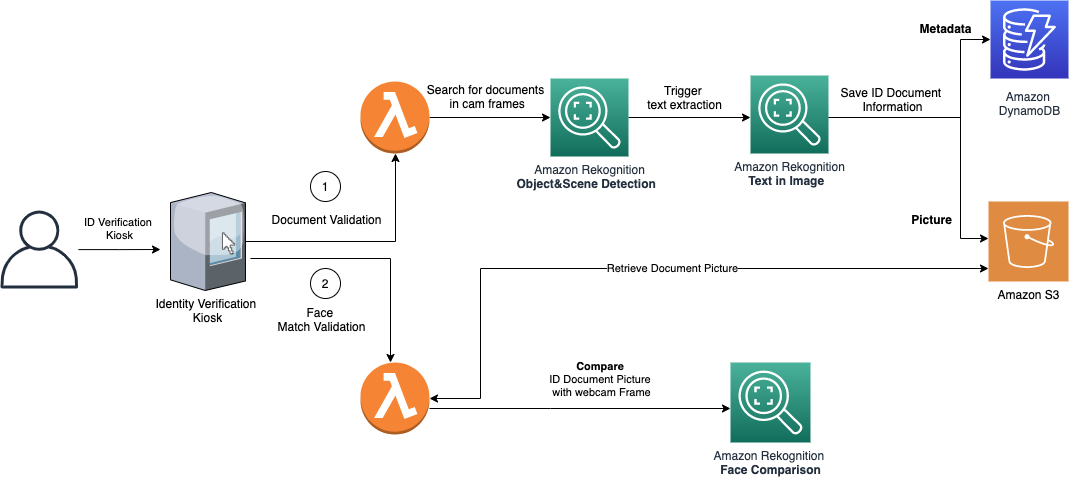 Metadata
Amazon
DynamoDB
Search for documents
in cam frames
Trigger
text extraction
Save ID Document
Information
Amazon Rekognition
Object&Scene Detection
Amazon Rekognition
Text in Image
1
Document Validation
ID Verification
Kiosk
Picture
Identity Verification
Kiosk
2
Face
Match Validation
Retrieve Document Picture
Amazon S3
Compare
ID Document Picture
with webcam Frame
Amazon Rekognition
Face Comparison